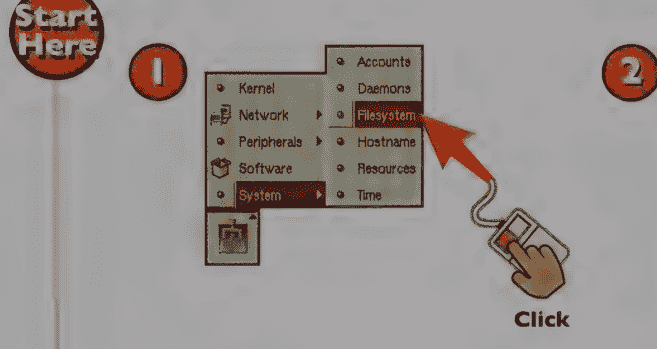 Start
Here
1
2
Kernel
Network
Peripherals
Software
System
Accounts
Daemons
Filesystem
Hostname
Resources
Time
Click